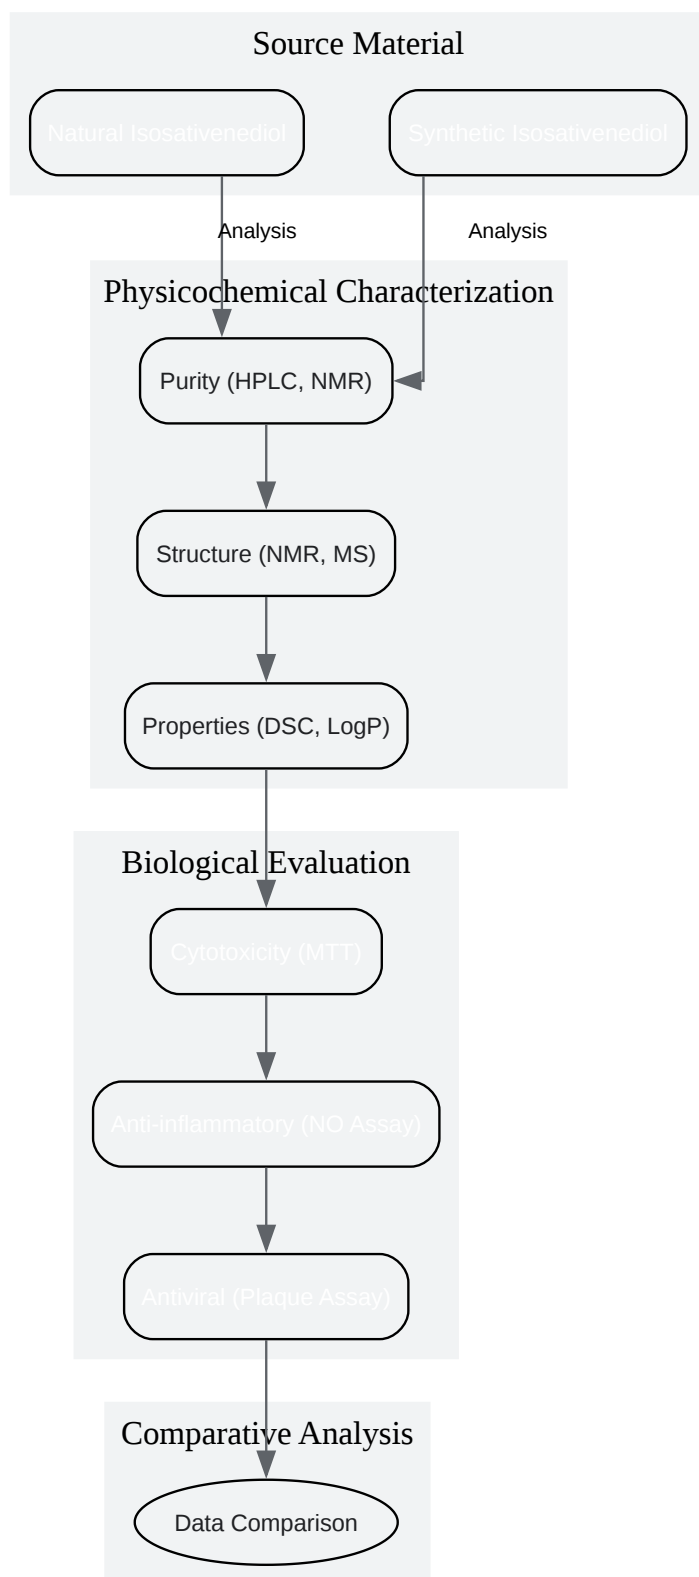 Source Material
Natural Isosativenediol
Synthetic Isosativenediol
Analysis
Analysis
Physicochemical Characterization
Purity (HPLC, NMR)
Structure (NMR, MS)
Properties (DSC, LogP)
Biological Evaluation
Cytotoxicity (MTT)
Anti-inflammatory (NO Assay)
Antiviral (Plaque Assay)
Comparative Analysis
Data Comparison